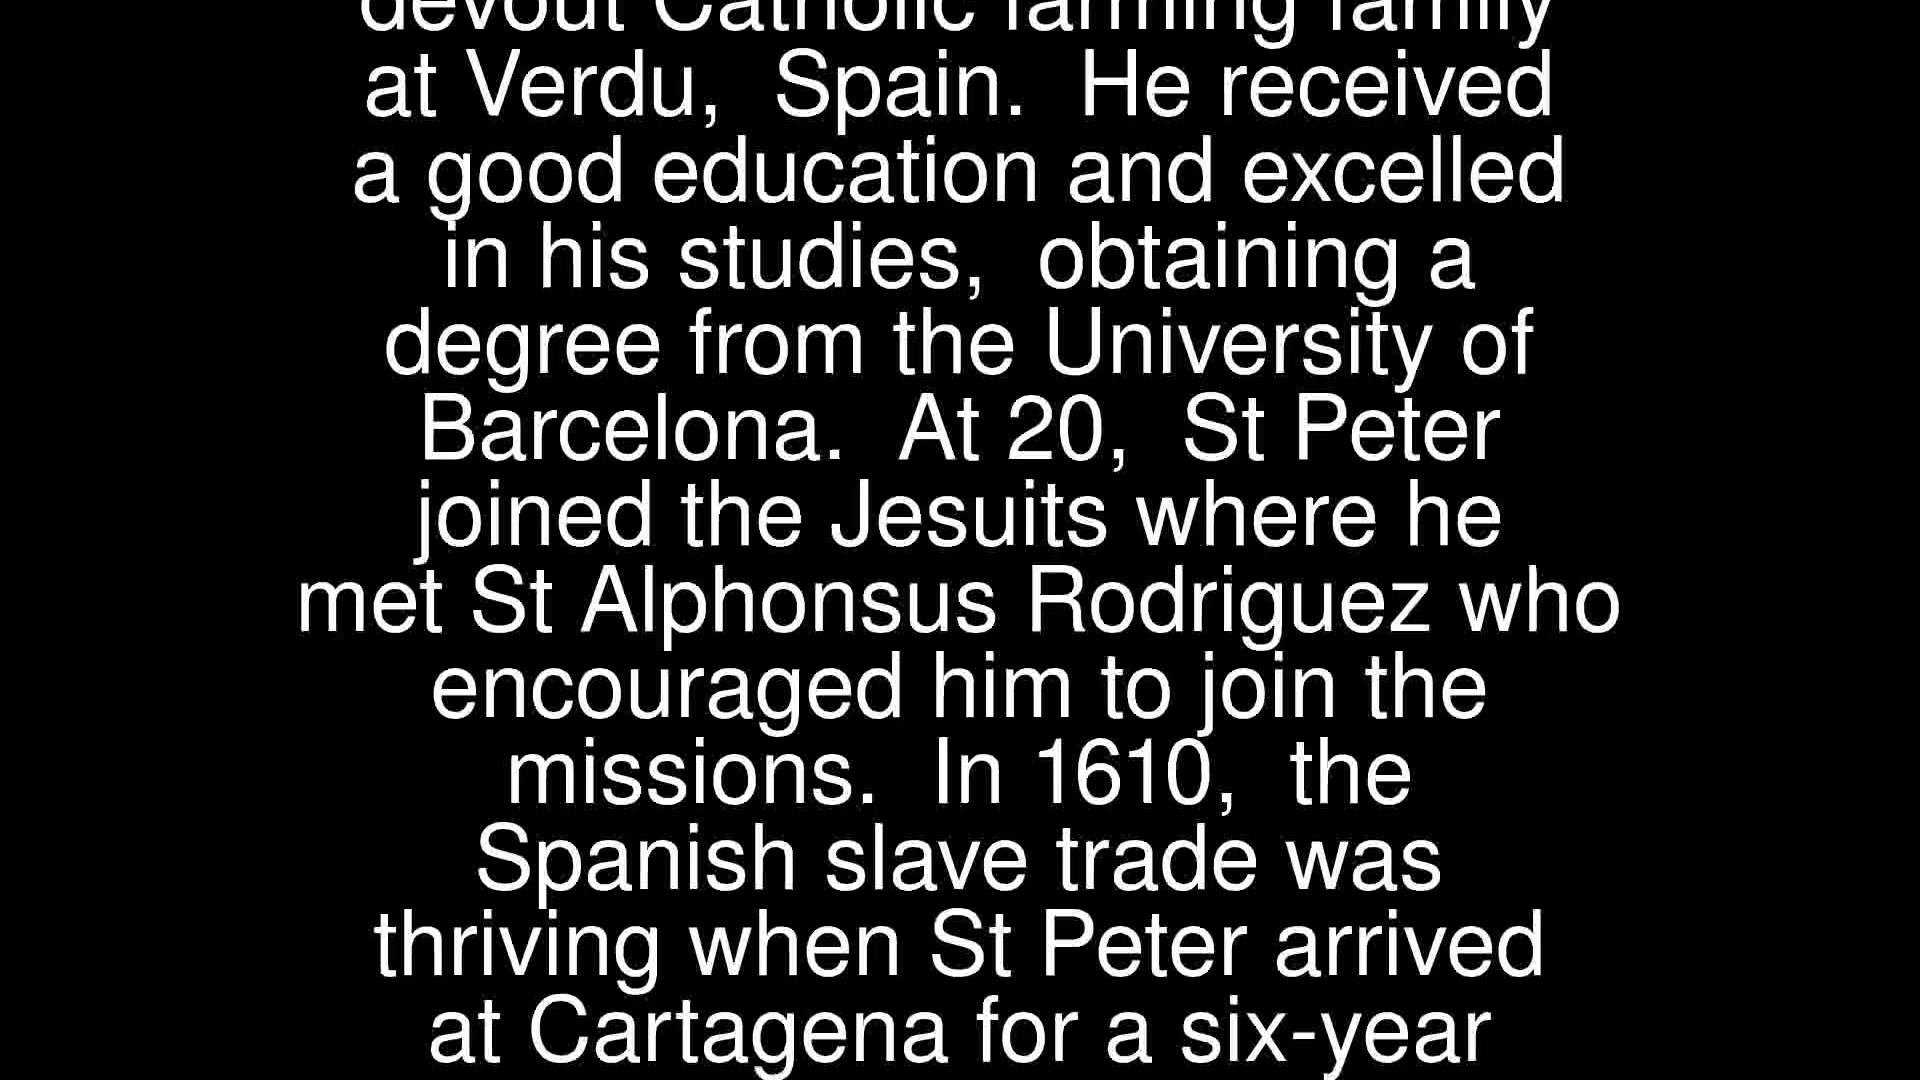 devout Catholic farming family
at Verdu,  Spain.  He received
a good education and excelled
in his studies,  obtaining a
degree from the University of
Barcelona.  At 20,  St Peter
joined the Jesuits where he
met St Alphonsus Rodriguez who
encouraged him to join the
missions.  In 1610,  the
Spanish slave trade was
thriving when St Peter arrived
at Cartagena for a six-year